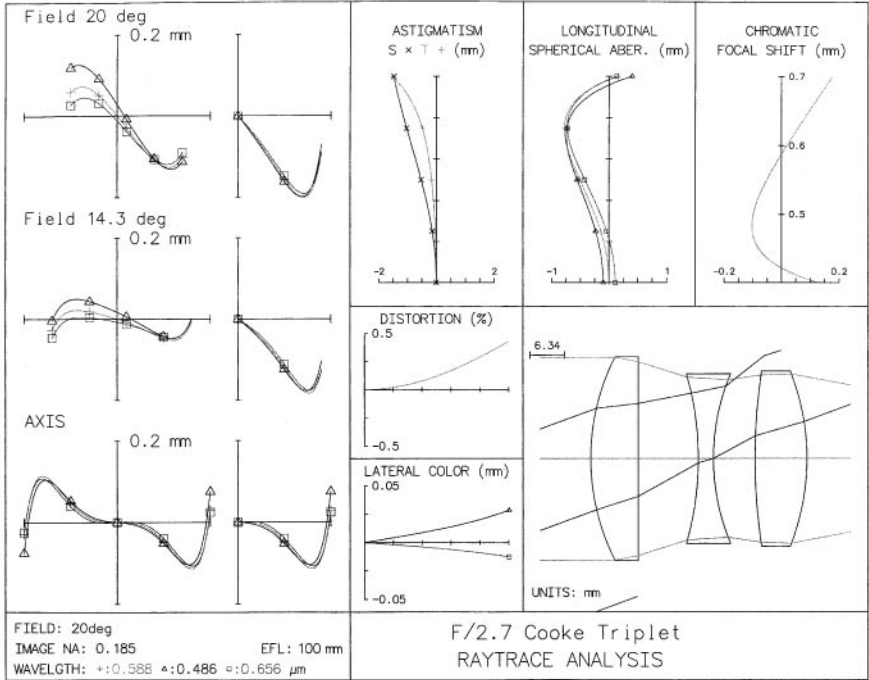 Field 20 deg
0.2 mm
Field 14.3 deg
0.2 mm
AXIS
0.2 mm
ASTIGMATISM
S × T + (mm)
-2
2
LONGITUDINAL
SPHERICAL ABER. (mm)
-1
1
CHROMATIC
FOCAL SHIFT (mm)
0.7
0.6
0.5
-0.2
0.2
DISTORTION (%)
0.5
-0.5
LATERAL COLOR (mm)
0.05
-0.05
6.34
UNITS: mm
FIELD: 20deg
IMAGE NA: 0.185 EFL: 100 mm
WAVELGTH: +:0.588 ▵:0.486 ▫:0.656 µm
F/2.7 Cooke Triplet
RAYTRACE ANALYSIS